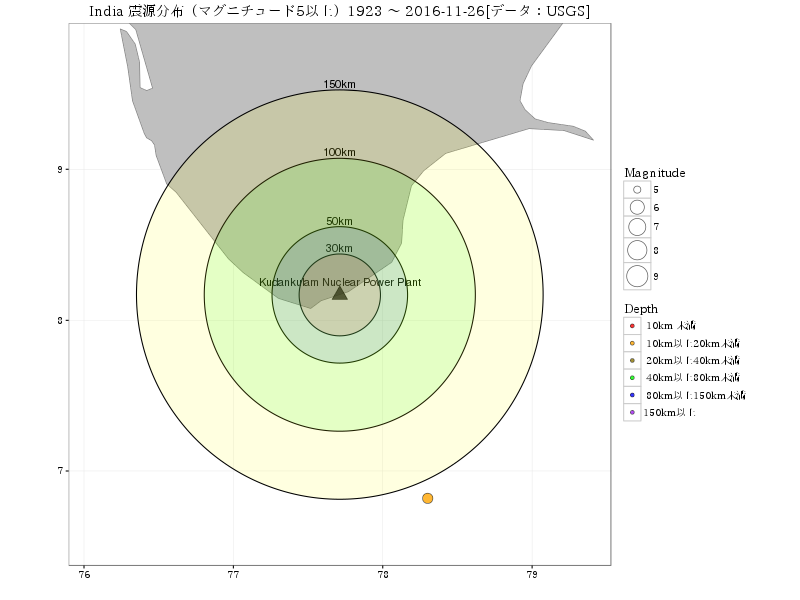 India 震源分布（マグニチュード5以上）1923 ～ 2016-11-26[データ：USGS]
150km
100km
50km
30km
Kudankulam Nuclear Power Plant
9
8
7
76
77
78
79
Magnitude
5
6
7
8
9
Depth
10km 未満
10km以上20km未満
20km以上40km未満
40km以上80km未満
80km以上150km未満
150km以上